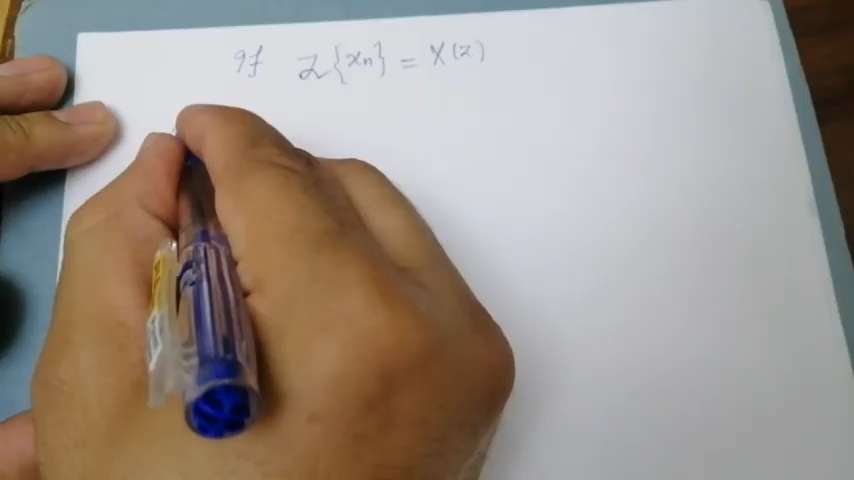 If Z{xn} = X(z)